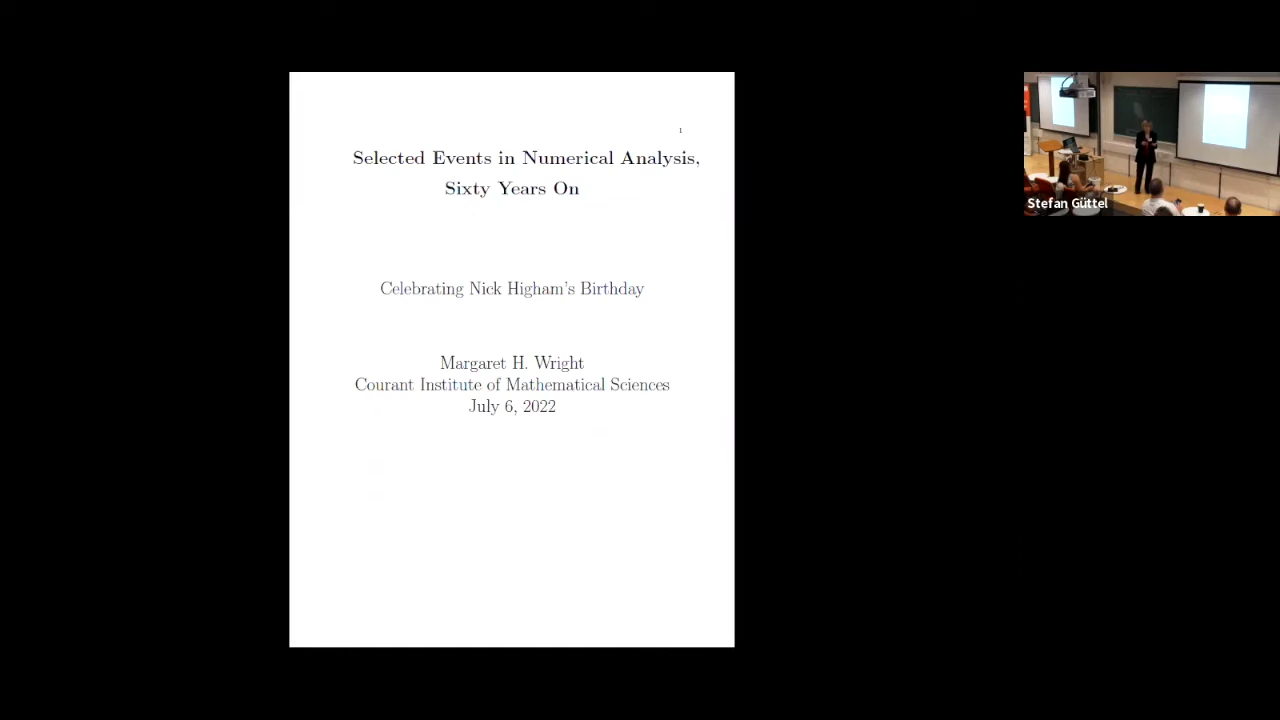 1
Selected Events in Numerical Analysis,
Sixty Years On
Celebrating Nick Higham's Birthday
Margaret H. Wright
Courant Institute of Mathematical Sciences
July 6, 2022
Stefan Güttel